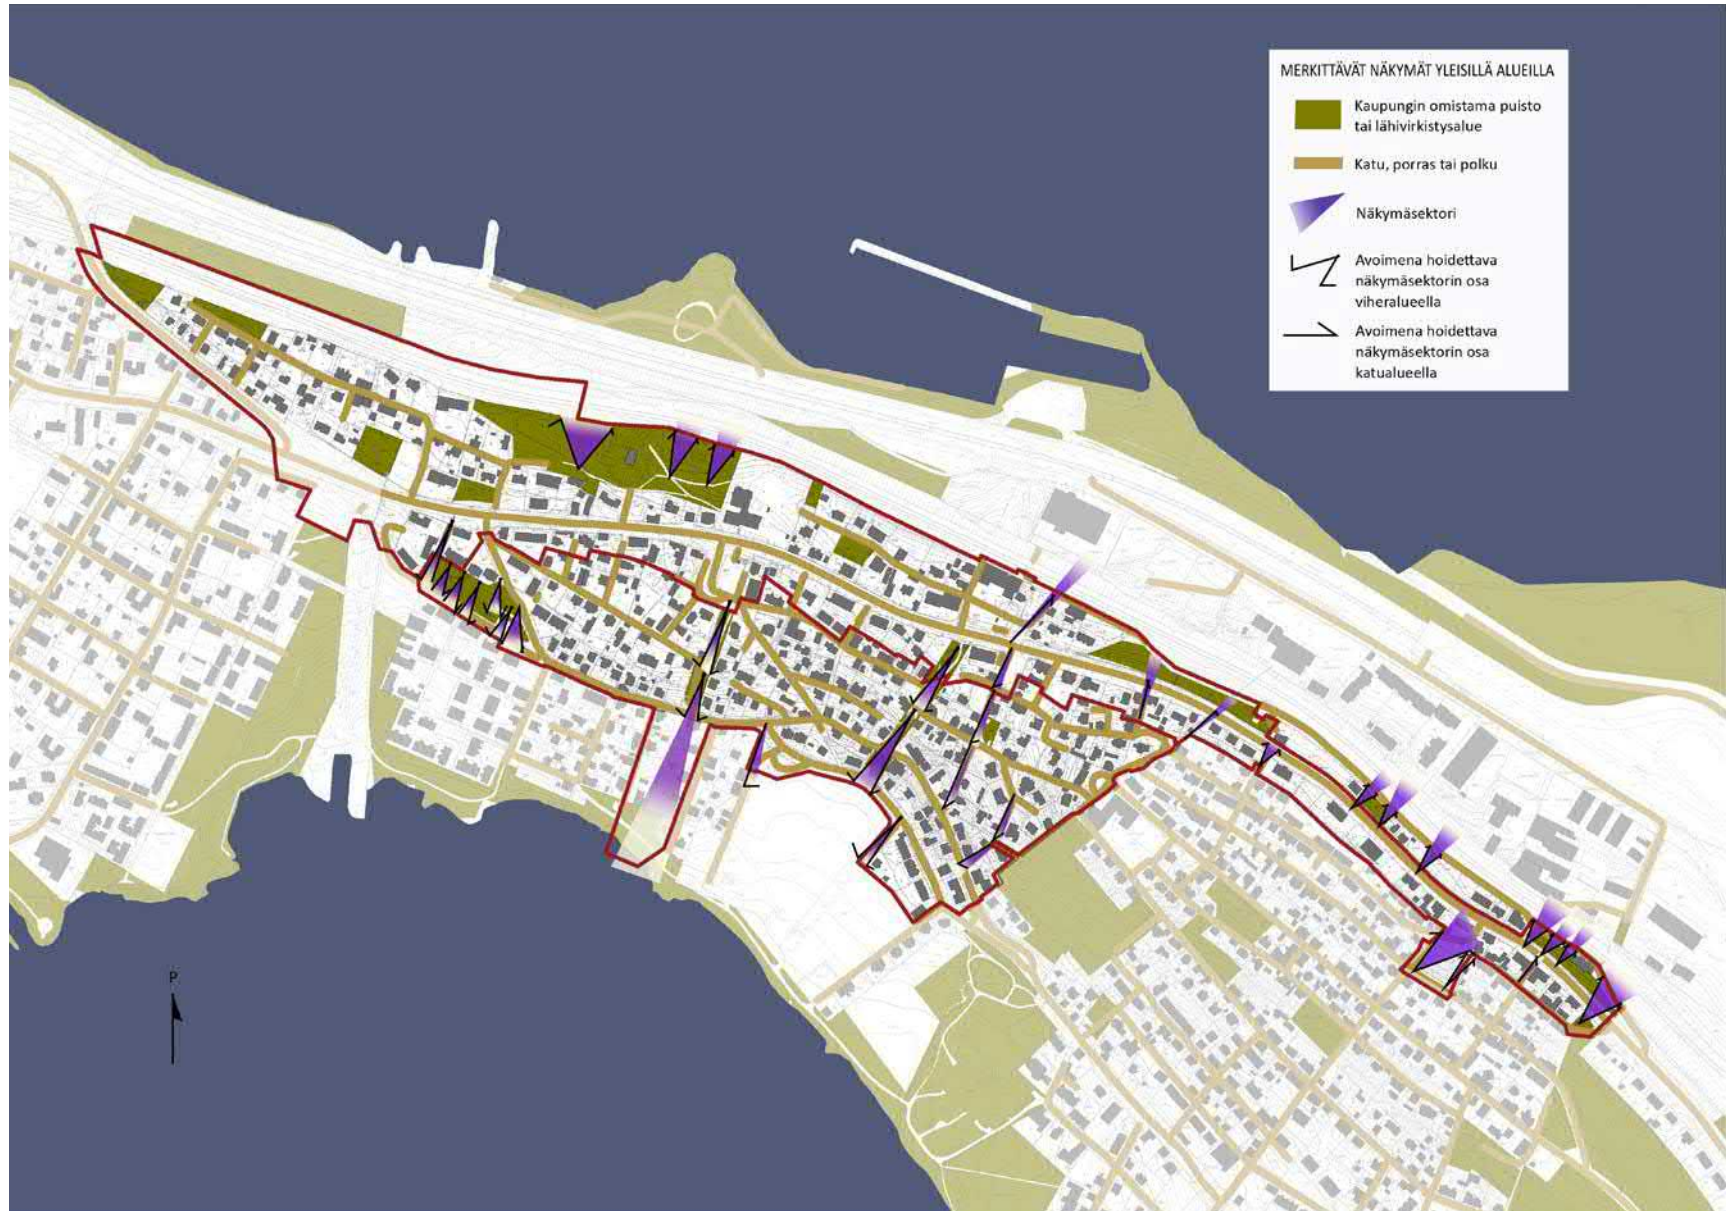 MERKITTÄVÄT NÄKYMÄT YLEISILLÄ ALUEILLA
Kaupungin omistama puisto
tai lähivirkistysalue
Katu, porras tai polku
Näkymäsektori
Avoimena hoidettava
näkymäsektorin osa
viheralueella
Avoimena hoidettava
näkymäsektorin osa
katualueella
P